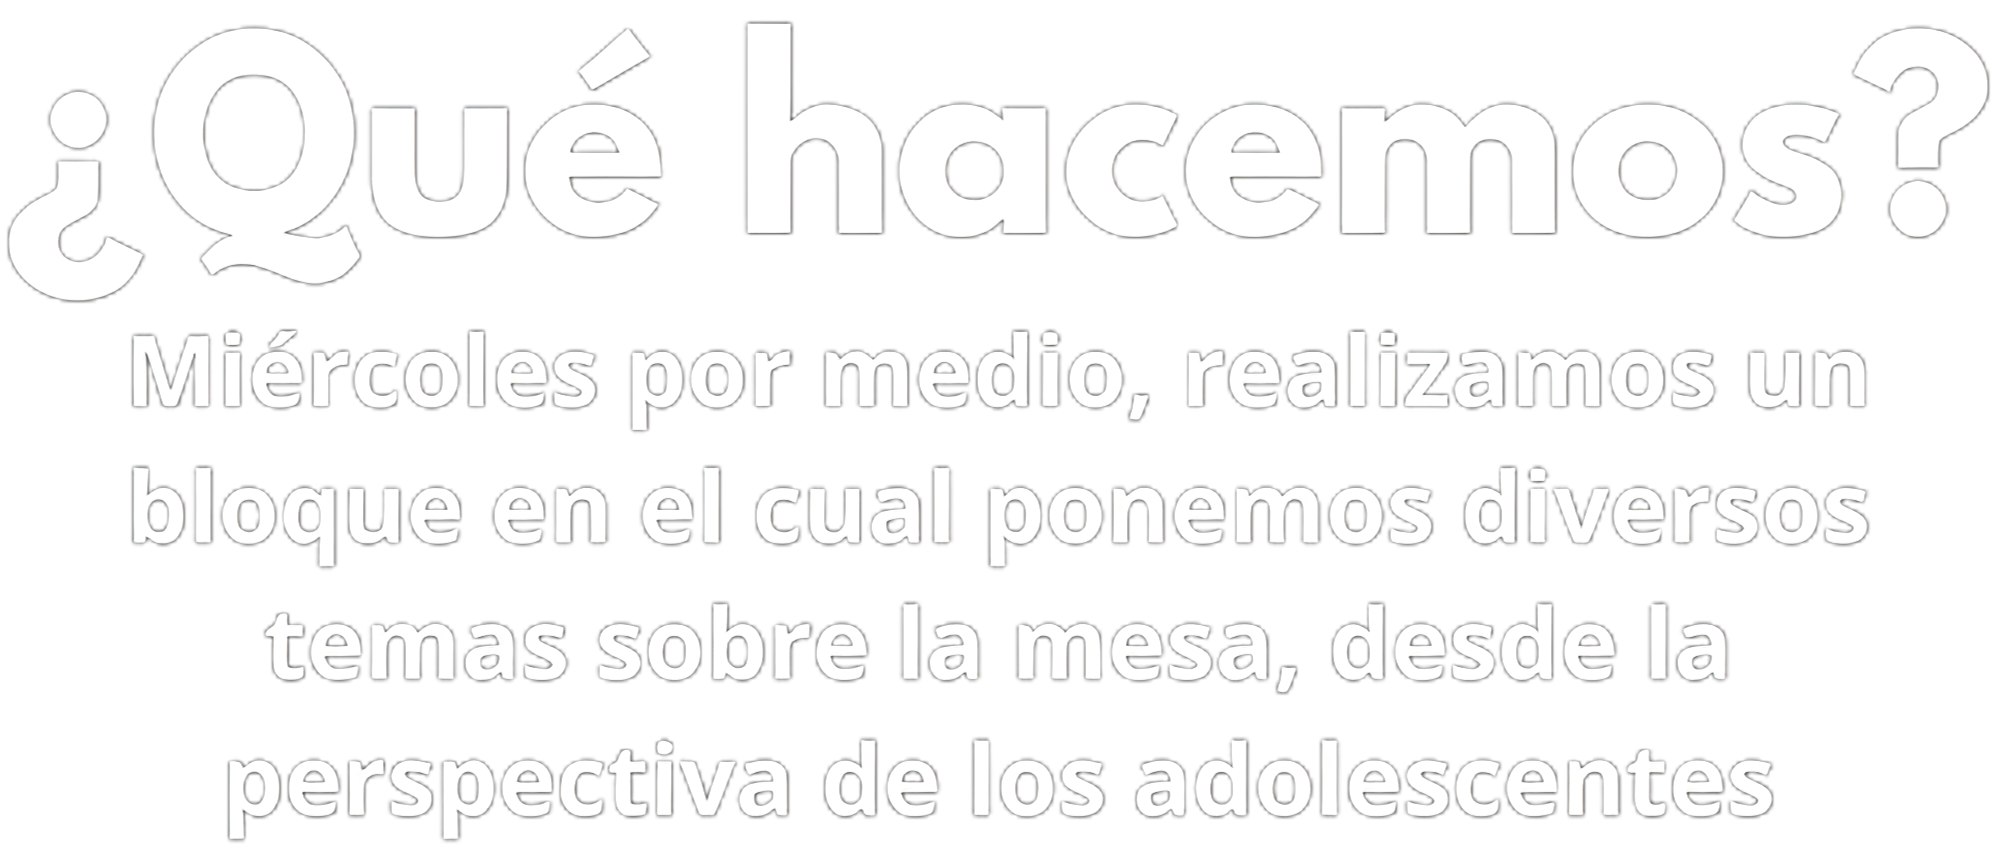 ¿Qué hacemos?
Miércoles por medio, realizamos un
bloque en el cual ponemos diversos
temas sobre la mesa, desde la
perspectiva de los adolescentes